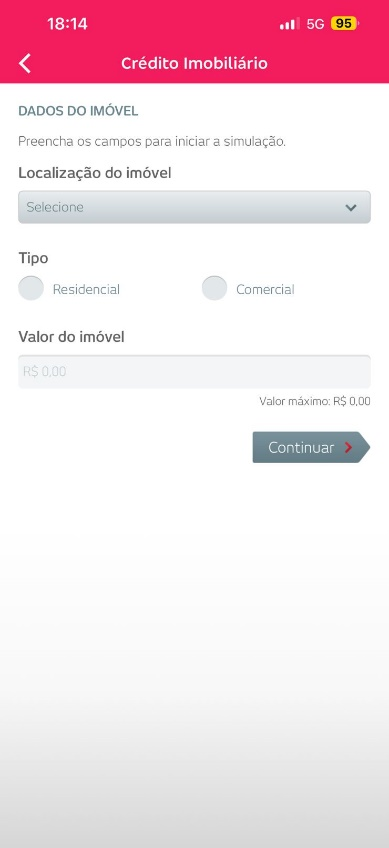 18:14 5G 95
Crédito Imobiliário
DADOS DO IMÓVEL
Preencha os campos para iniciar a simulação.
Localização do imóvel
Selecione
Tipo
Residencial Comercial
Valor do imóvel
R$ 0,00
Valor máximo: R$ 0,00
Continuar